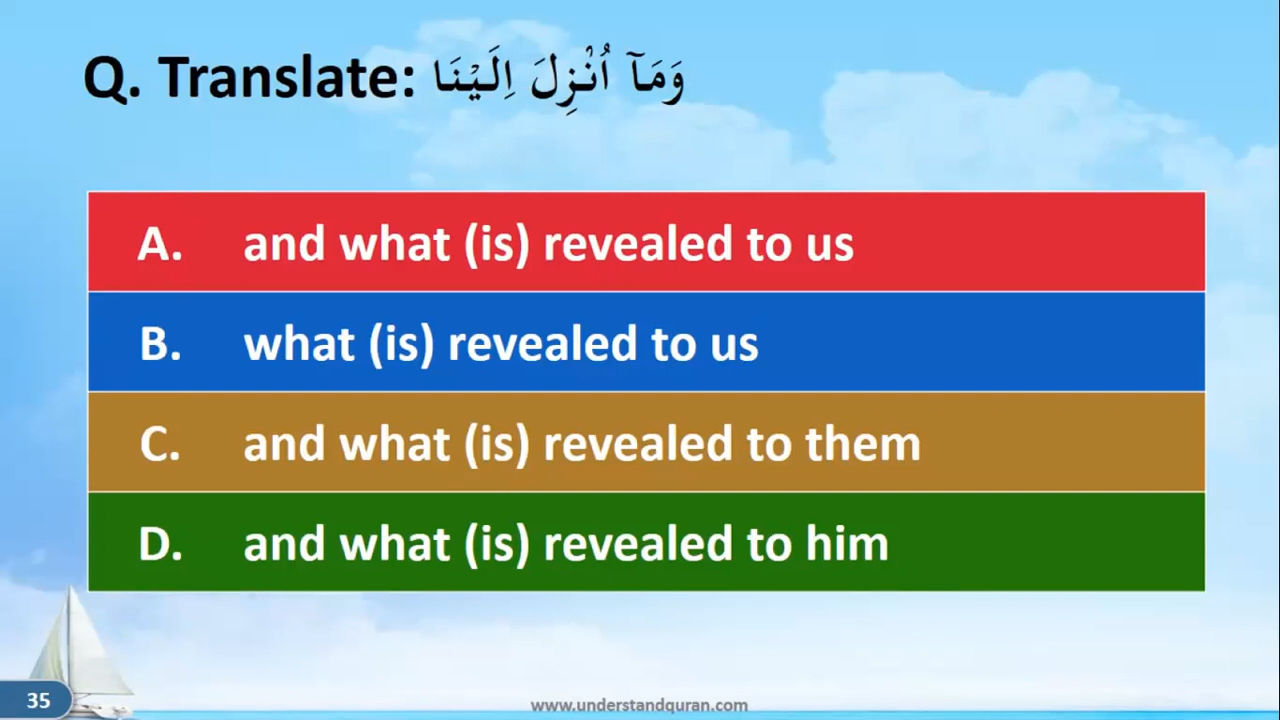 Q. Translate: وَمَآ اُنْزِلَ اِلَيْنَا
A. and what (is) revealed to us
B. what (is) revealed to us
C. and what (is) revealed to them
D. and what (is) revealed to him
35
www.understandquran.com